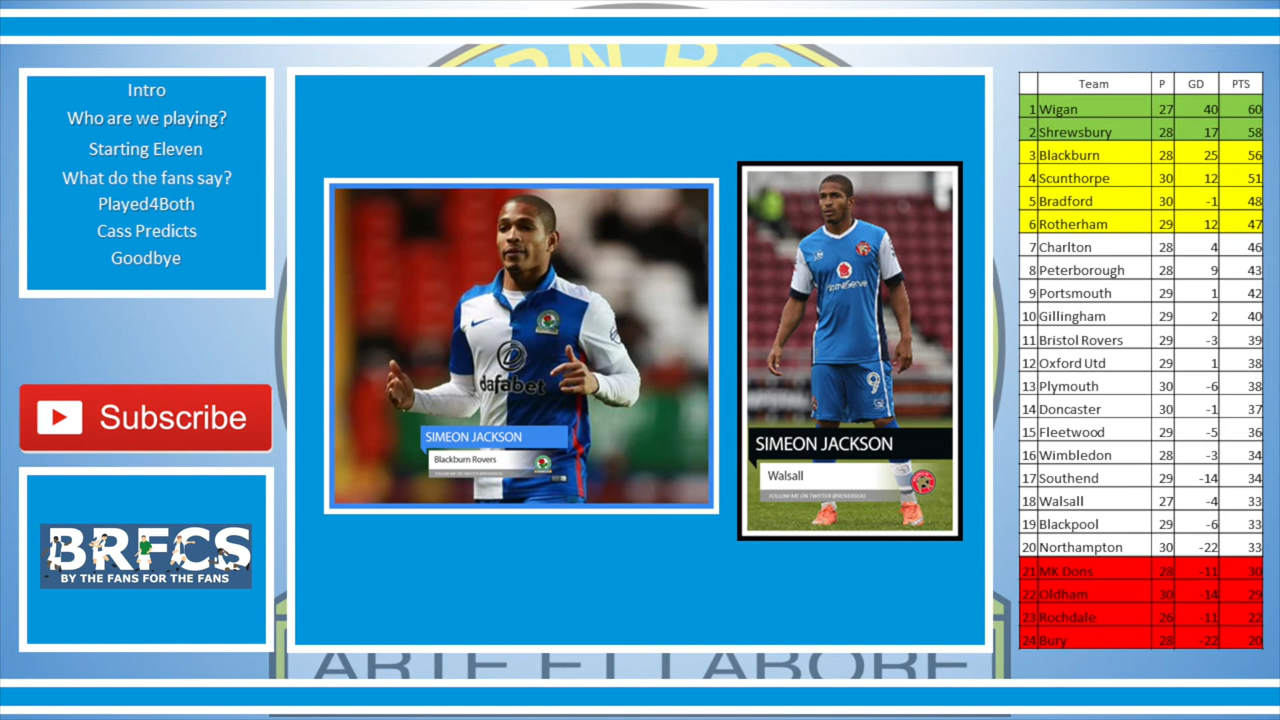 RN RO
Intro
Who are we playing?
Starting Eleven
What do the fans say?
Played4Both
Cass Predicts
Goodbye
Subscribe
BRFCS
BY THE FANS FOR THE FANS
dafabet
SIMEON JACKSON
Blackburn Rovers
HomeServe
9
SIMEON JACKSON
Walsall
ARTE ET LABORE
Team P GD PTS
1 Wigan 27 40 60
2 Shrewsbury 28 17 58
3 Blackburn 28 25 56
4 Scunthorpe 30 12 51
5 Bradford 30 -1 48
6 Rotherham 29 12 47
7 Charlton 28 4 46
8 Peterborough 28 9 43
9 Portsmouth 29 1 42
10 Gillingham 29 2 40
11 Bristol Rovers 29 -3 39
12 Oxford Utd 29 1 38
13 Plymouth 30 -6 38
14 Doncaster 30 -1 37
15 Fleetwood 29 -5 36
16 Wimbledon 28 -3 34
17 Southend 29 -14 34
18 Walsall 27 -4 33
19 Blackpool 29 -6 33
20 Northampton 30 -22 33
21 MK Dons 28 -11 30
22 Oldham 30 -14 29
23 Rochdale 26 -11 22
24 Bury 28 -22 20